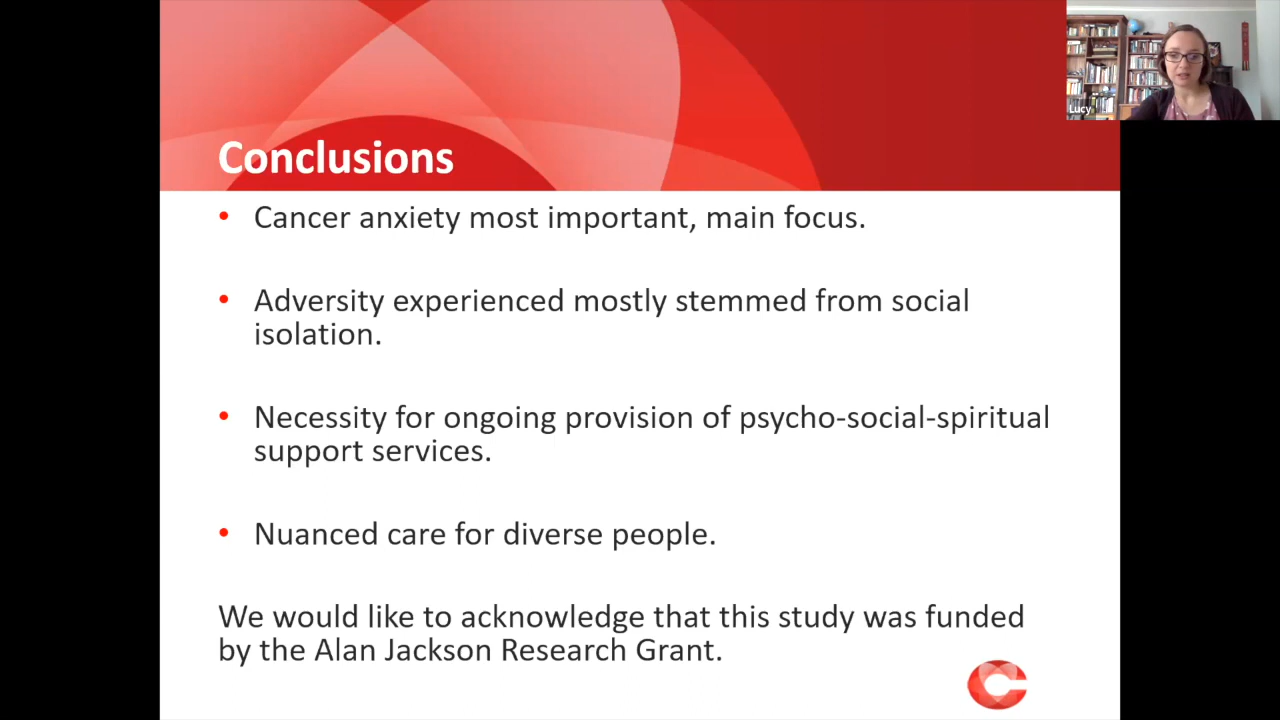 Lucy
Conclusions
• Cancer anxiety most important, main focus.
• Adversity experienced mostly stemmed from social
isolation.
• Necessity for ongoing provision of psycho-social-spiritual
support services.
• Nuanced care for diverse people.
We would like to acknowledge that this study was funded
by the Alan Jackson Research Grant.